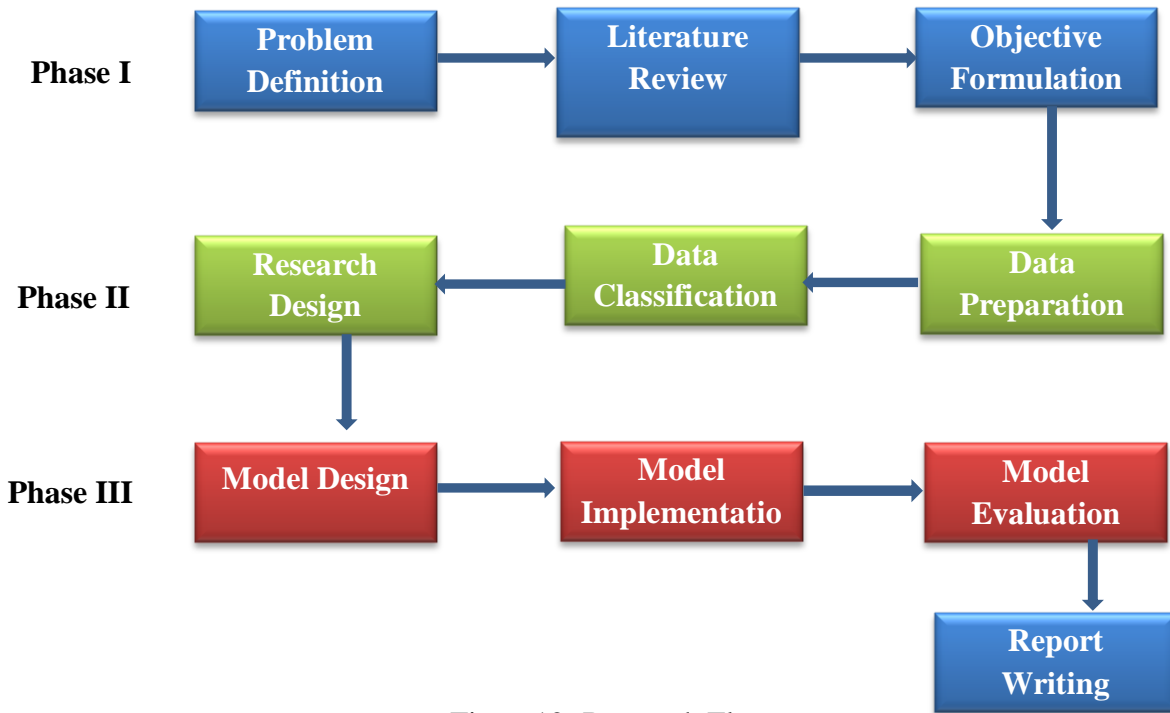 Phase I
Problem
Definition
Literature
Review
Objective
Formulation
Phase II
Research
Design
Data
Classification
Data
Preparation
Phase III
Model Design
Model
Implementatio
Model
Evaluation
Report
Writing